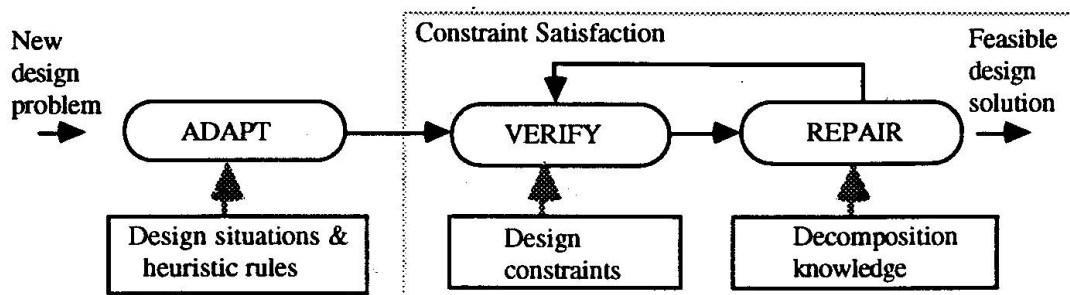 Constraint Satisfaction
New
design
problem
Feasible
design
solution
ADAPT
VERIFY
REPAIR
Design situations &
heuristic rules
Design
constraints
Decomposition
knowledge